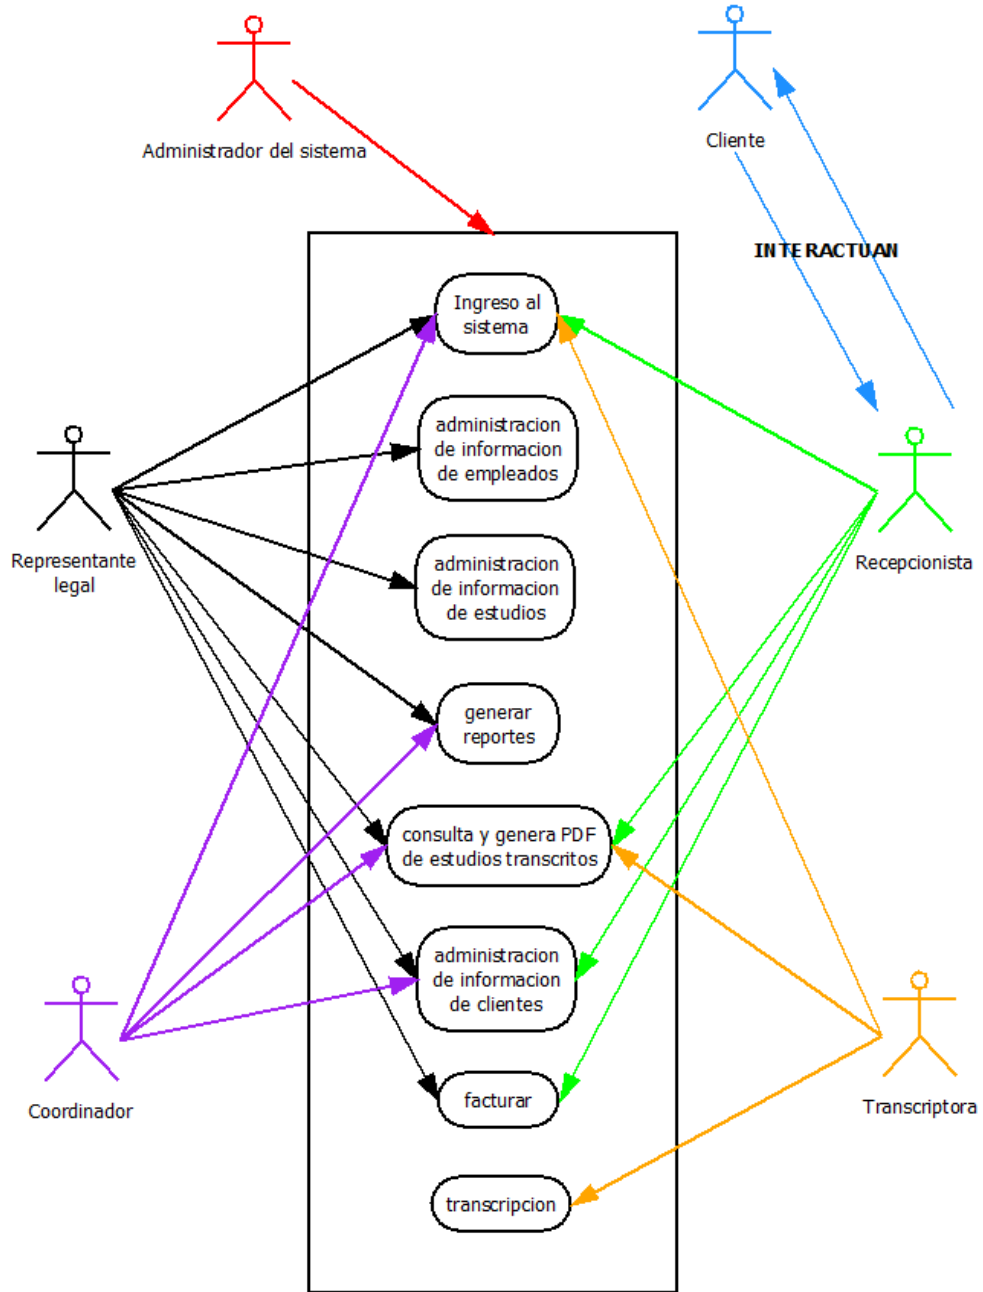 Administrador del sistema
Cliente
INTERACTUAN
Ingreso al
sistema
administracion
de informacion
de empleados
Representante
legal
Recepcionista
administracion
de informacion
de estudios
generar
reportes
consulta y genera PDF
de estudios transcritos
administracion
de informacion
de clientes
Coordinador
facturar
Transcriptora
transcripcion